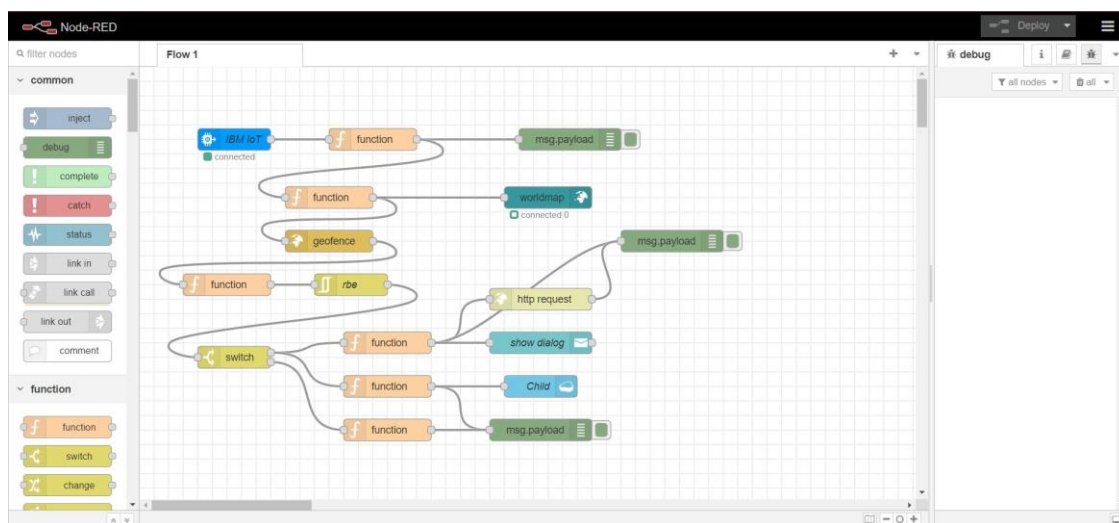 Node-RED
Deploy
filter nodes
Flow 1
debug
i
all nodes
all
common
inject
debug
complete
catch
status
link in
link call
link out
comment
function
function
switch
change
IBM IoT
connected
function
msg.payload
function
worldmap
connected 0
geofence
msg.payload
function
rbe
http request
switch
function
show dialog
function
Child
function
msg.payload